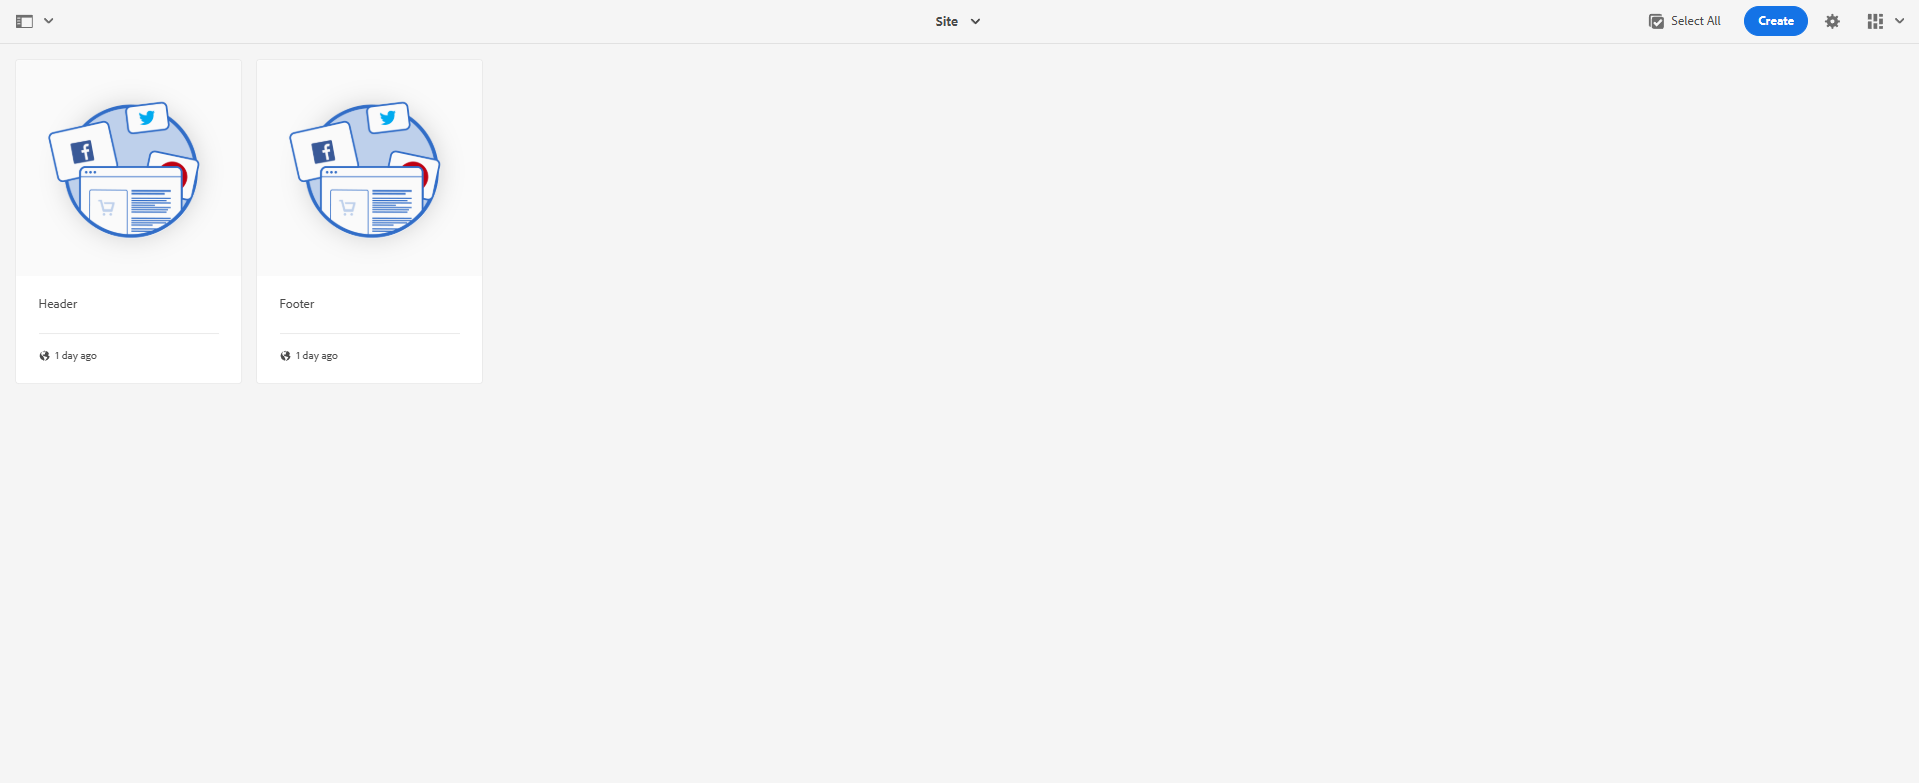 Site
Select All
Create
Header
1 day ago
Footer
1 day ago